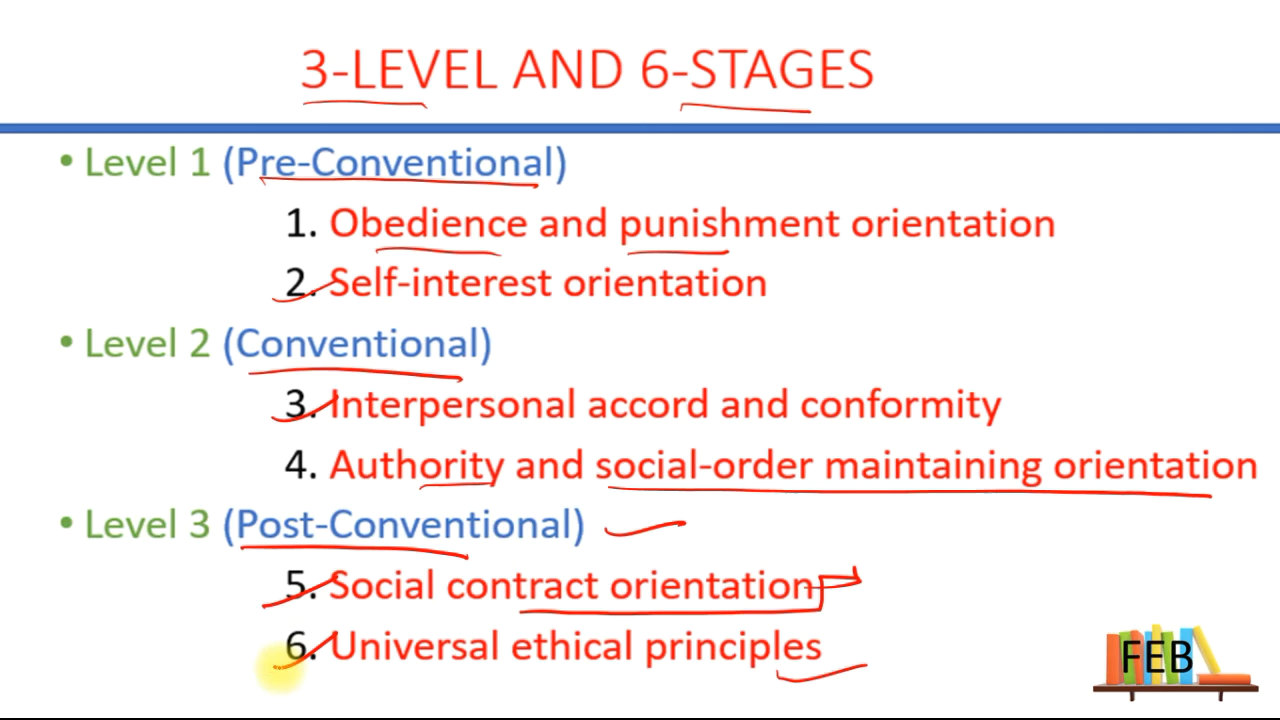 3-LEVEL AND 6-STAGES
• Level 1 (Pre-Conventional)
1. Obedience and punishment orientation
2. Self-interest orientation
• Level 2 (Conventional)
3. Interpersonal accord and conformity
4. Authority and social-order maintaining orientation
• Level 3 (Post-Conventional)
5. Social contract orientation
6. Universal ethical principles
FEB